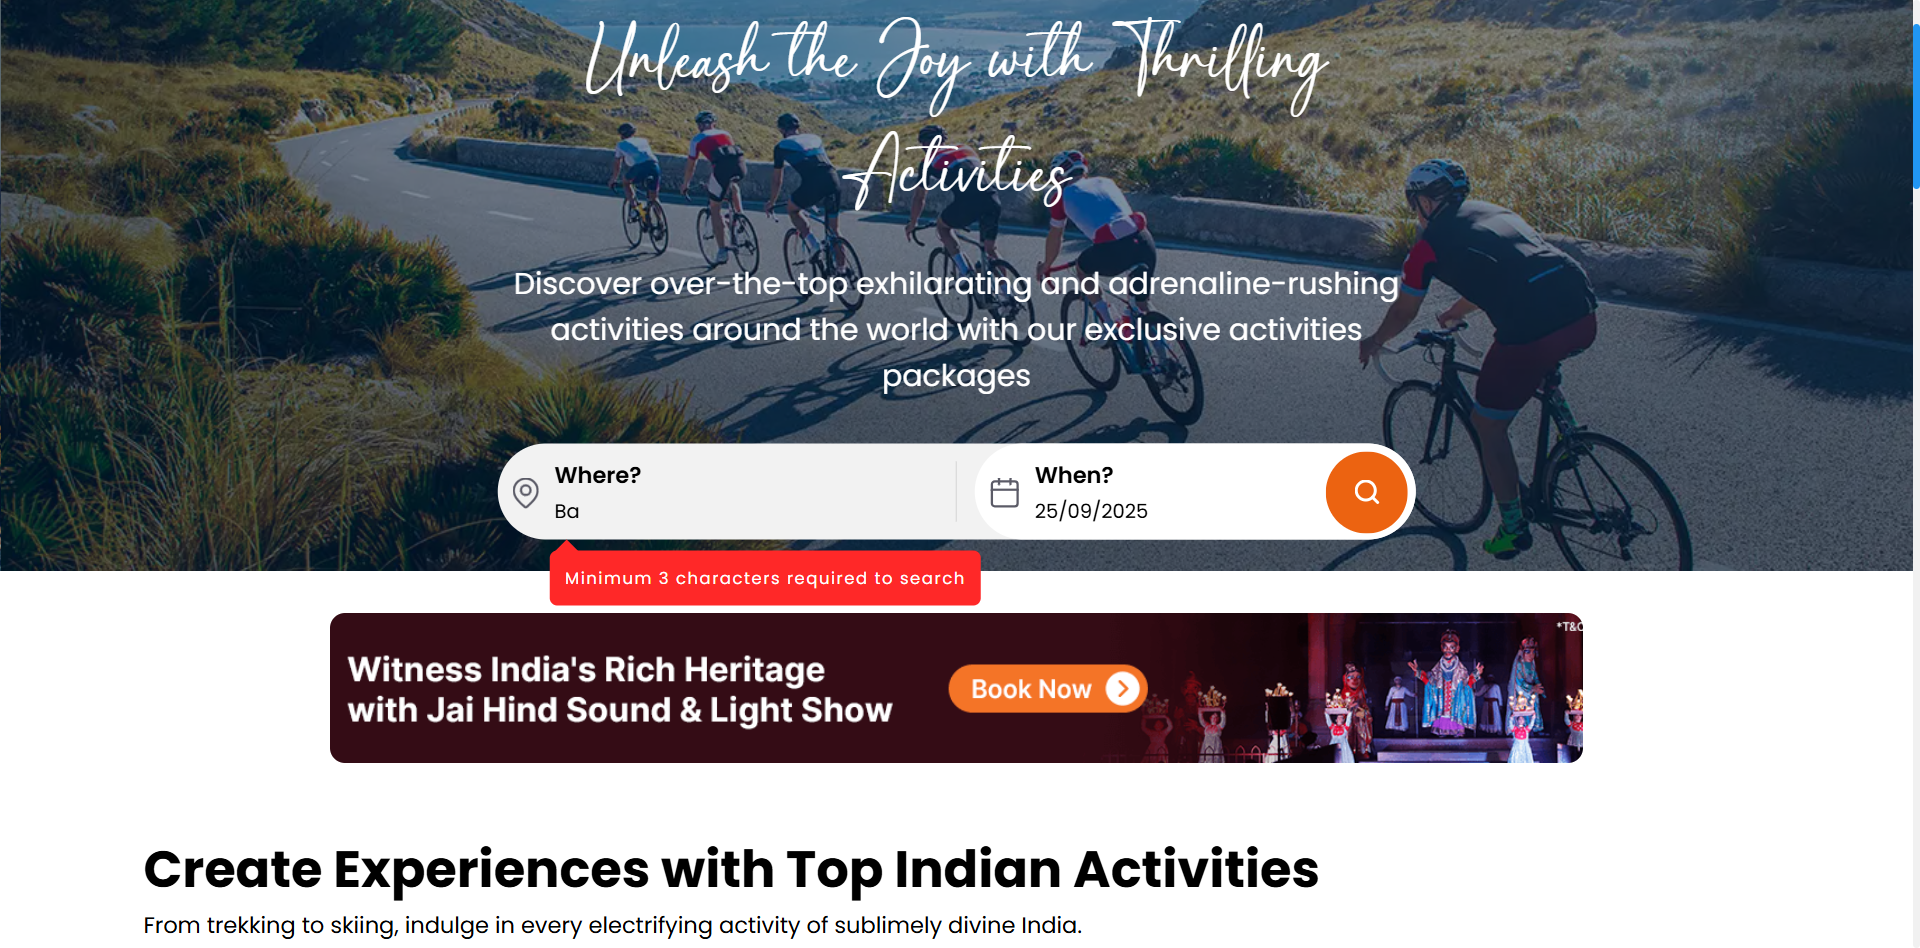 Unleash the Joy with Thrilling
Activities
Discover over-the-top exhilarating and adrenaline-rushing
activities around the world with our exclusive activities
packages
Where?
Ba
When?
25/09/2025
Minimum 3 characters required to search
*T&C
Witness India's Rich Heritage
with Jai Hind Sound & Light Show
Book Now
Create Experiences with Top Indian Activities
From trekking to skiing, indulge in every electrifying activity of sublimely divine India.